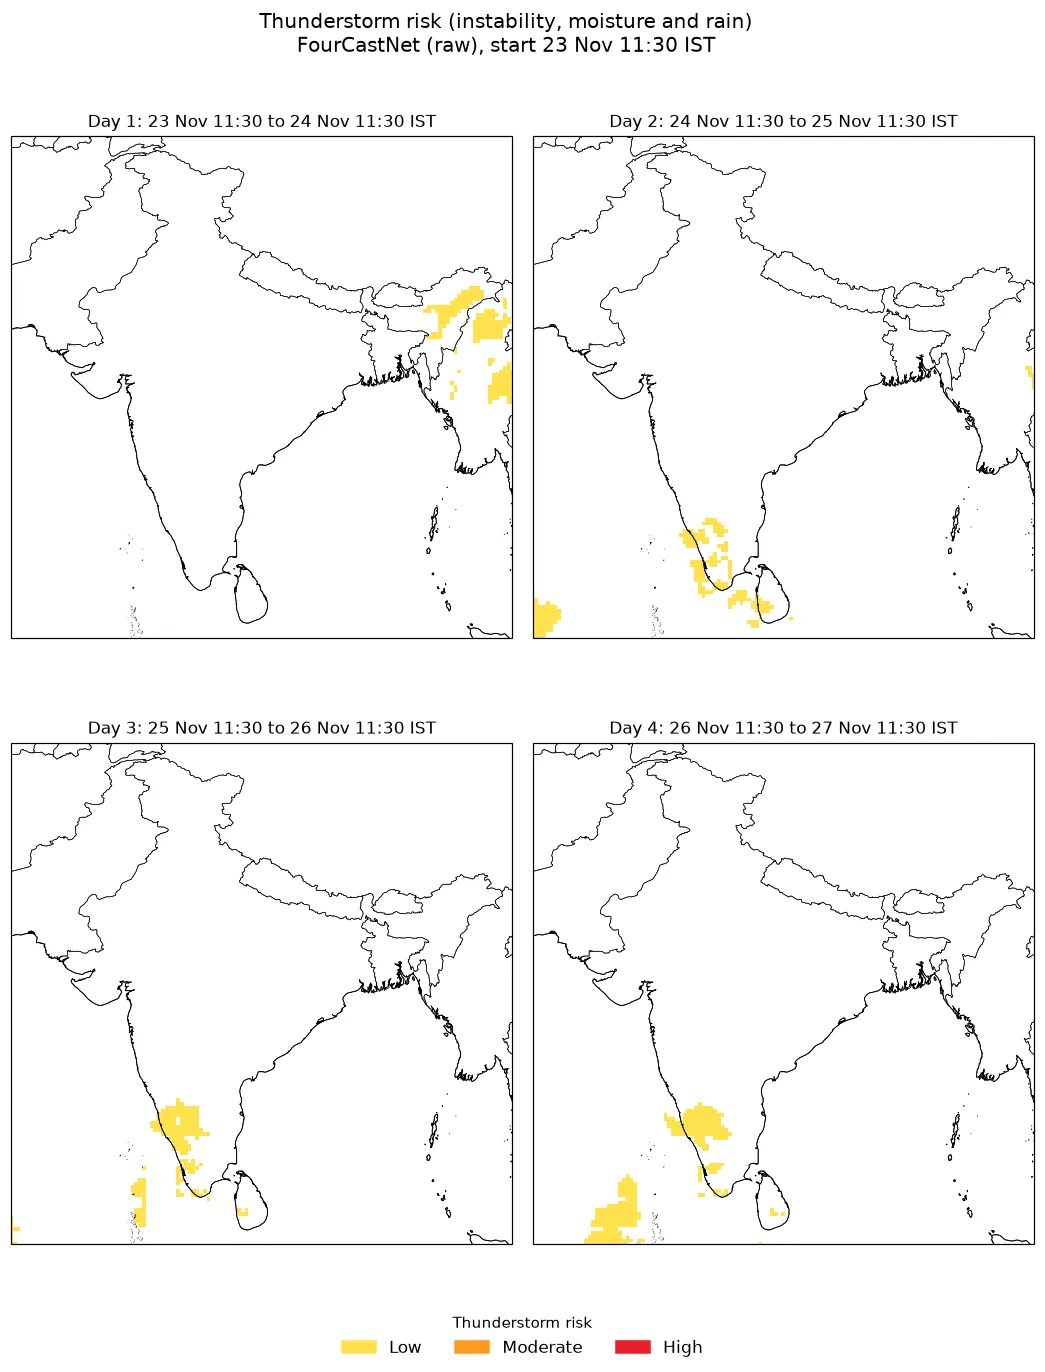 Thunderstorm risk (instability, moisture and rain)
FourCastNet (raw), start 23 Nov 11:30 IST
Day 1: 23 Nov 11:30 to 24 Nov 11:30 IST
Day 2: 24 Nov 11:30 to 25 Nov 11:30 IST
Day 3: 25 Nov 11:30 to 26 Nov 11:30 IST
Day 4: 26 Nov 11:30 to 27 Nov 11:30 IST
Thunderstorm risk
Low Moderate High